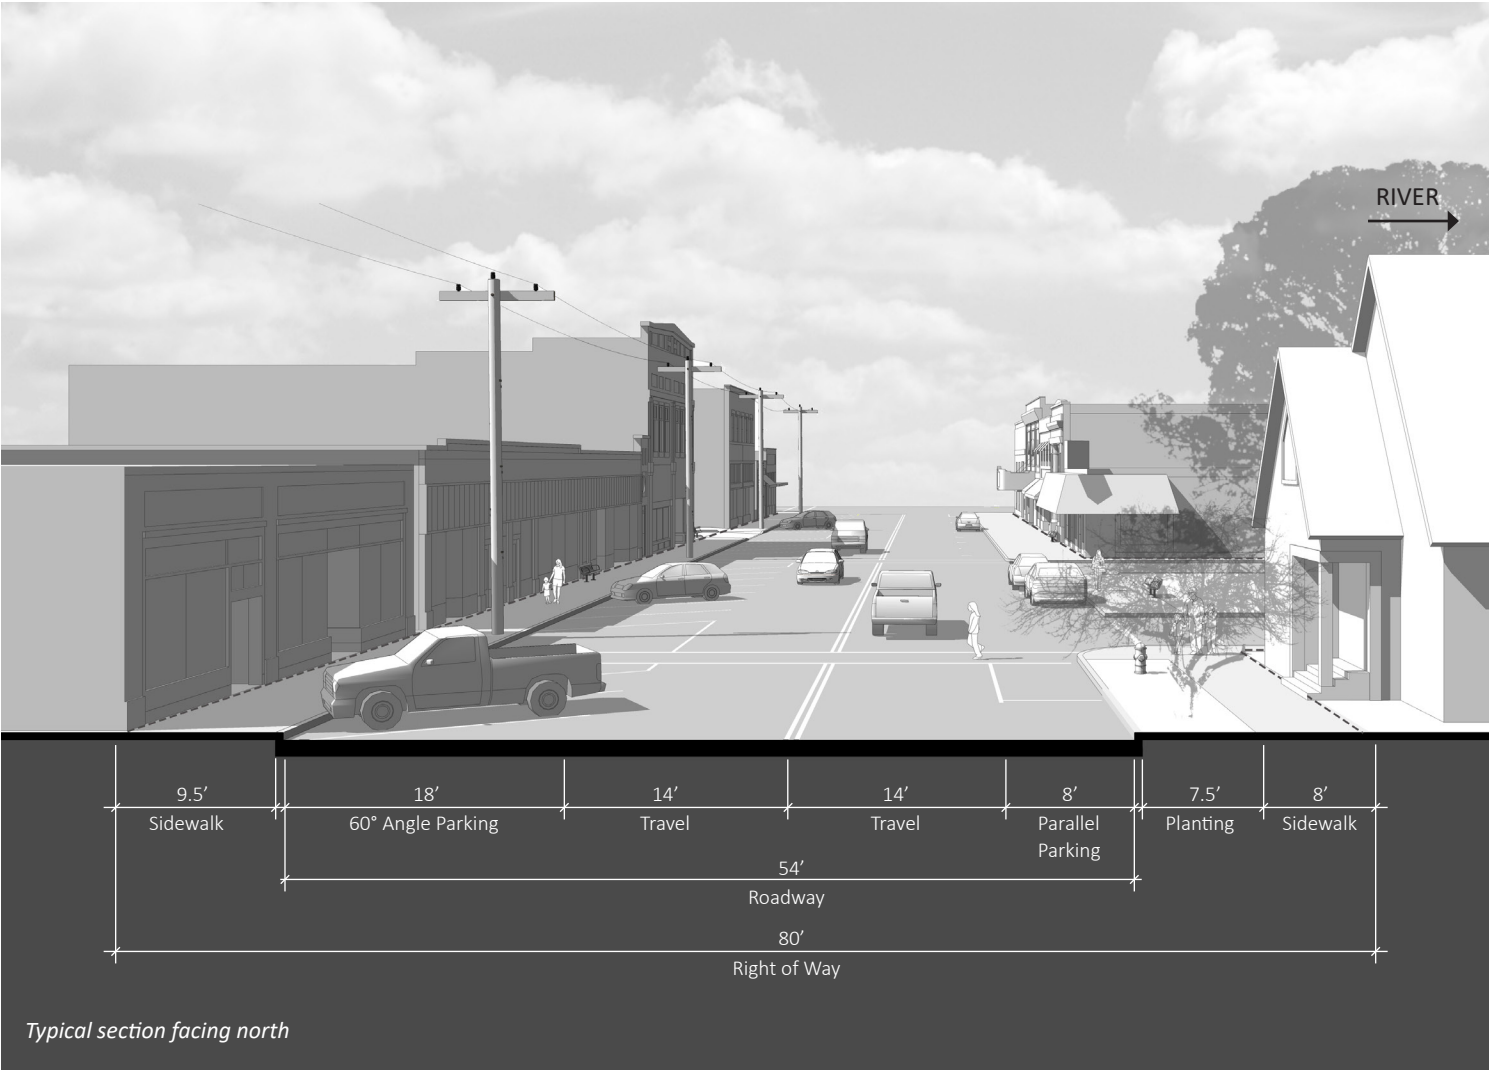 RIVER
9.5’ 18’ 14’ 14’ 8’ 7.5’ 8’
Sidewalk 60° Angle Parking Travel Travel Parallel Planting Sidewalk
Parking
54’
Roadway
80’
Right of Way
Typical section facing north